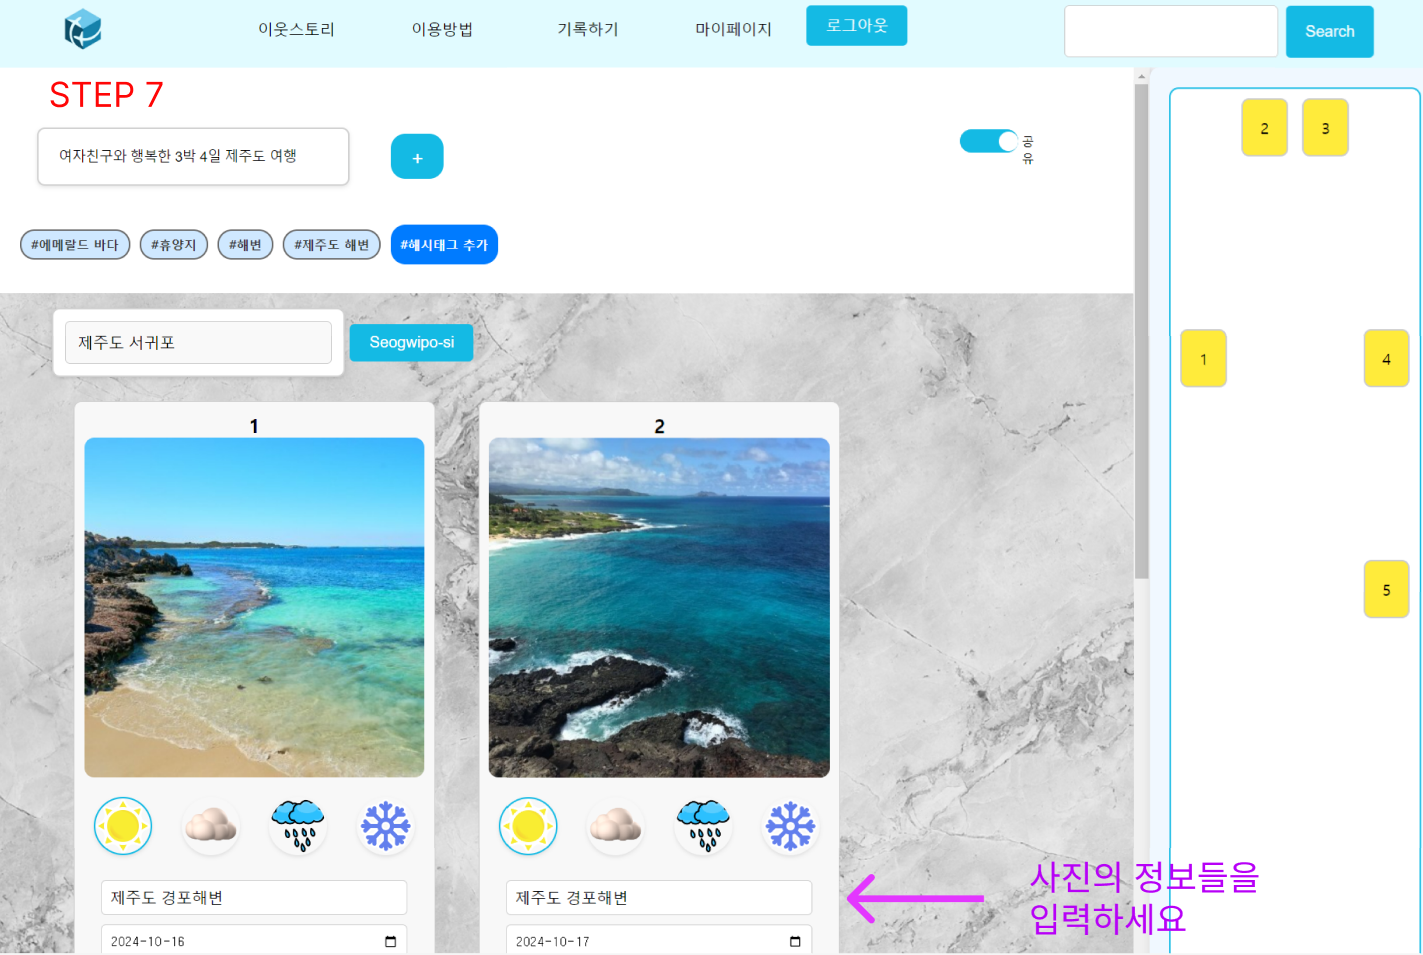 이웃스토리 이용방법 기록하기 마이페이지 로그아웃 Search
STEP 7
여자친구와 행복한 3박 4일 제주도 여행 +
공
유
#에메랄드 바다 #휴양지 #해변 #제주도 해변 #해시태그 추가
제주도 서귀포 Seogwipo-si
1 2
제주도 경포해변 제주도 경포해변
2024-10-16 2024-10-17
사진의 정보들을
입력하세요
2 3
1 4
5